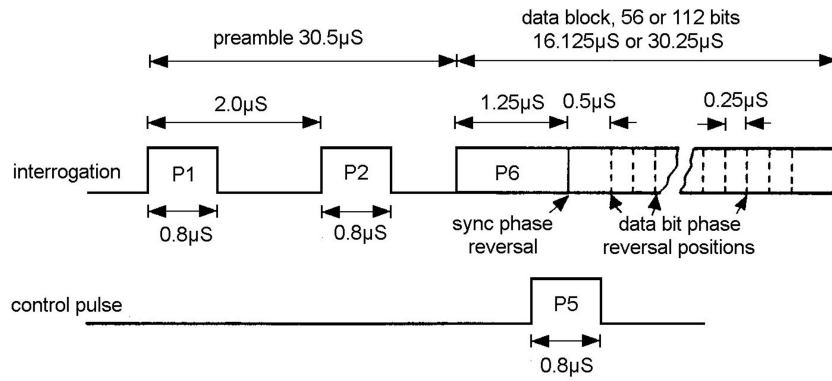 data block, 56 or 112 bits
preamble 30.5µS
16.125µS or 30.25µS
2.0µS
1.25µS
0.5µS
0.25µS
interrogation
P1
P2
P6
0.8µS
0.8µS
sync phase
reversal
data bit phase
reversal positions
control pulse
P5
0.8µS